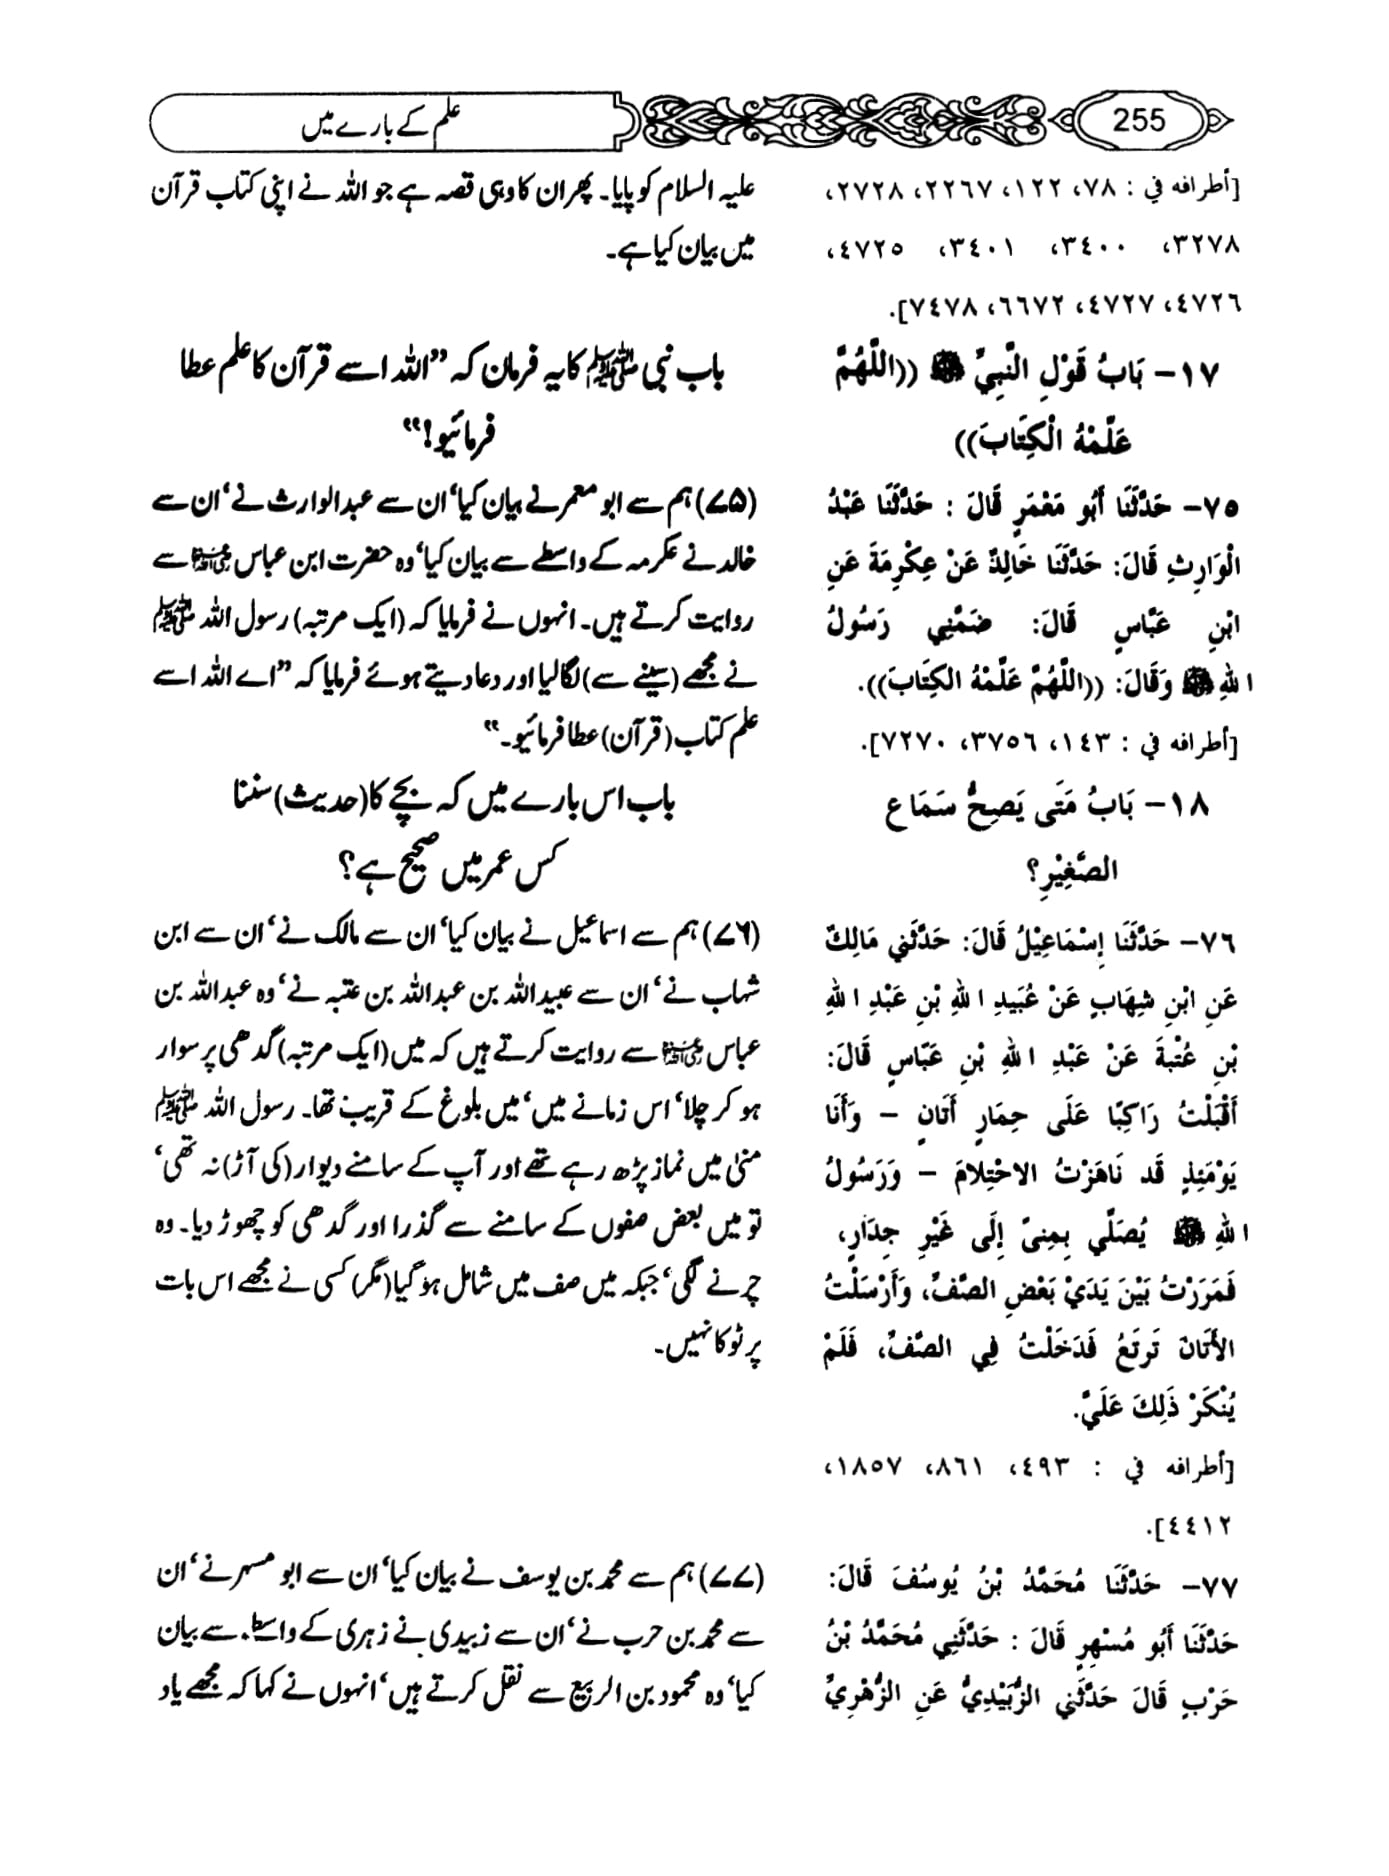 علم کے بارے میں
255
[أطرافه في : ٧٨، ١٢٢، ٢٢٦٧، ٢٧٢٨،
٣٢٧٨، ٣٤٠٠، ٣٤٠١، ٤٧٢٥،
٤٧٢٦، ٤٧٢٧، ٦٦٧٢، ٧٤٧٨].
١٧- بَابُ قَوْلِ النَّبِيِّ ﷺ ((اللَّهُمَّ
عَلِّمْهُ الْكِتَابَ))
٧٥- حَدَّثَنَا أَبُو مَعْمَرٍ قَالَ : حَدَّثَنَا عَبْدُ
الْوَارِثِ قَالَ: حَدَّثَنَا خَالِدٌ عَنْ عِكْرِمَةَ عَنِ
ابْنِ عَبَّاسٍ قَالَ: ضَمَّنِي رَسُولُ
اللهِ ﷺ وَقَالَ: ((اللَّهُمَّ عَلِّمْهُ الكِتَابَ)).
[أطرافه في : ١٤٣، ٣٧٥٦، ٧٢٧٠].
١٨- بَابُ مَتَى يَصِحُّ سَمَاع
الصَّغِيْرِ؟
٧٦- حَدَّثَنَا إِسْمَاعِيْلُ قَالَ: حَدَّثَنِي مَالِكٌ
عَنِ ابْنِ شِهَابٍ عَنْ عُبَيدِ اللهِ بْنِ عَبْدِ اللهِ
بْنِ عُتْبةَ عَنْ عَبْدِ اللهِ بْنِ عَبَّاسٍ قَالَ:
أَقْبَلْتُ رَاكِبًا عَلَى حِمَارٍ أَتَانٍ – وَأَنَا
يَوْمَئِذٍ قَد نَاهَزْتُ الاحْتِلامَ – وَرَسُولُ
اللهِ ﷺ يُصَلِّي بِمِنىً إِلَى غَيْرِ جِدَارٍ،
فَمَرَرْتُ بَيْنَ يَدَيْ بَعْضِ الصَّفِّ، وَأَرْسَلْتُ
الأَتَانَ تَرتَعُ فَدَخَلْتُ فِي الصَّفِّ، فَلَمْ
يُنْكَرْ ذَلِكَ عَلَيَّ.
[أطرافه في : ٤٩٣، ٨٦١، ١٨٥٧،
٤٤١٢].
٧٧- حَدَّثَنَا مُحَمَّدُ بْنُ يُوسُفَ قَالَ:
حَدَّثَنَا أَبُو مُسْهِرٍ قَالَ : حَدَّثَنِي مُحَمَّدُ بْنُ
حَرْبٍ قَالَ حَدَّثَنِي الزُّبَيْدِيُّ عَنِ الزُّهْرِيِّ
علیہ السلام کو پایا۔ پھر ان کا وہی قصہ ہے جو اللہ نے اپنی کتاب قرآن
میں بیان کیا ہے۔
باب نبی ﷺ کا یہ فرمان کہ ”اللہ اسے قرآن کا علم عطا
فرمائیو!“
(۷۵) ہم سے ابو معمر نے بیان کیا‘ ان سے عبدالوارث نے‘ ان سے
خالد نے عکرمہ کے واسطے سے بیان کیا‘ وہ حضرت ابن عباس رضی اللہ عنہما سے
روایت کرتے ہیں۔ انہوں نے فرمایا کہ (ایک مرتبہ) رسول اللہ ﷺ
نے مجھے (سینے سے) لگالیا اور دعا دیتے ہوئے فرمایا کہ ”اے اللہ اسے
علم کتاب (قرآن) عطا فرمائیو۔“
باب اس بارے میں کہ بچے کا (حدیث) سننا
کس عمر میں صحیح ہے؟
(۷۶) ہم سے اسماعیل نے بیان کیا‘ ان سے مالک نے‘ ان سے ابن
شہاب نے‘ ان سے عبیداللہ بن عبداللہ بن عتبہ نے‘ وہ عبداللہ بن
عباس رضی اللہ عنہما سے روایت کرتے ہیں کہ میں (ایک مرتبہ) گدھی پر سوار
ہو کر چلا‘ اس زمانے میں‘ میں بلوغ کے قریب تھا۔ رسول اللہ ﷺ
منیٰ میں نماز پڑھ رہے تھے اور آپ کے سامنے دیوار (کی آڑ) نہ تھی‘
تو میں بعض صفوں کے سامنے سے گذرا اور گدھی کو چھوڑ دیا۔ وہ
چرنے لگی‘ جبکہ میں صف میں شامل ہو گیا (مگر) کسی نے مجھے اس بات
پر ٹوکا نہیں۔
(۷۷) ہم سے محمد بن یوسف نے بیان کیا‘ ان سے ابو مسہر نے‘ ان
سے محمد بن حرب نے‘ ان سے زبیدی نے زہری کے واسطہ سے بیان
کیا‘ وہ محمود بن الربیع سے نقل کرتے ہیں‘ انہوں نے کہا کہ مجھے یاد